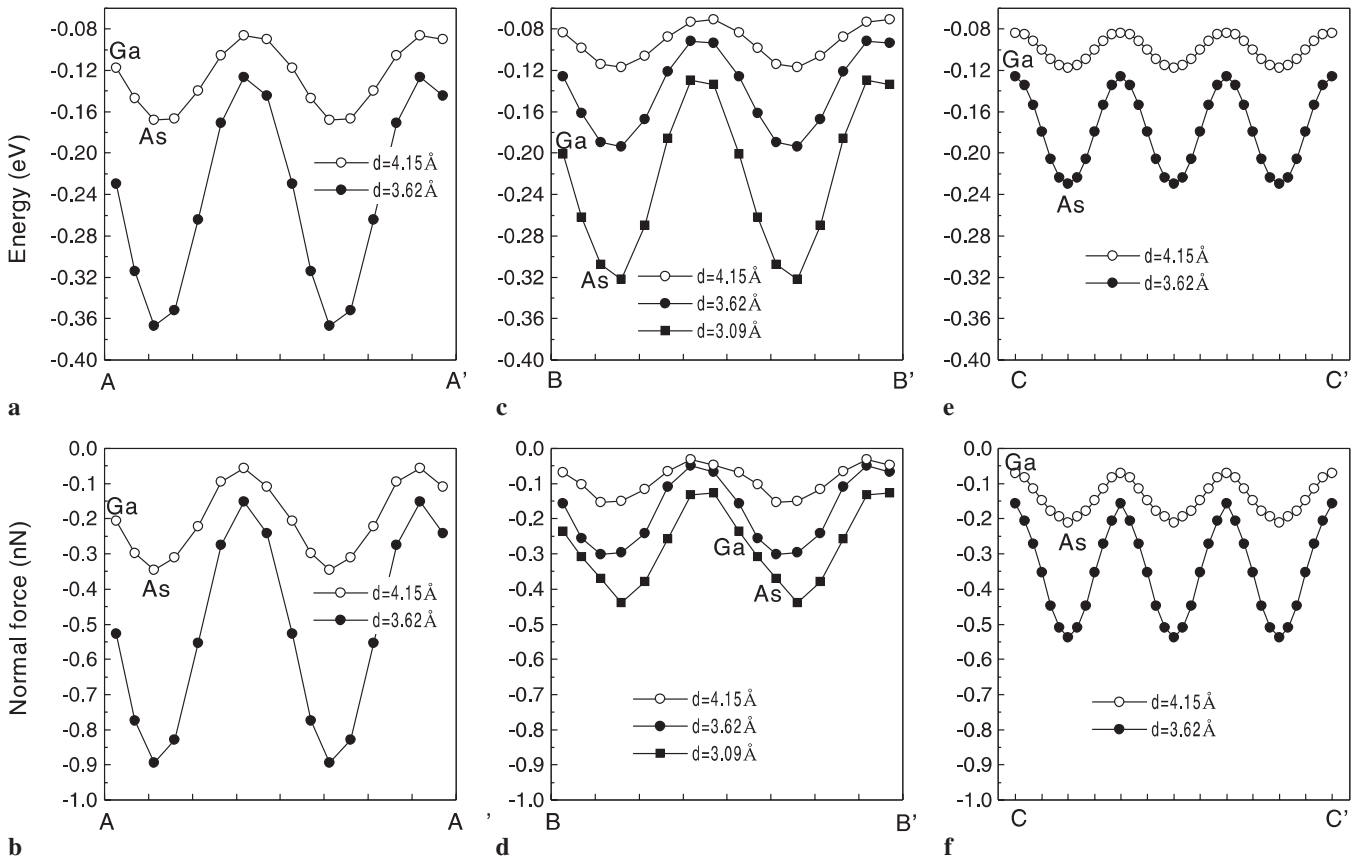 Energy (eV)
-0.08
-0.12
-0.16
-0.20
-0.24
-0.28
-0.32
-0.36
-0.40
Ga
As
d=4.15Å
d=3.62Å
A
A'
a
-0.08
-0.12
-0.16
-0.20
-0.24
-0.28
-0.32
-0.36
-0.40
Ga
As
d=4.15Å
d=3.62Å
d=3.09Å
B
B'
c
-0.08
-0.12
-0.16
-0.20
-0.24
-0.28
-0.32
-0.36
-0.40
Ga
As
d=4.15Å
d=3.62Å
C
C'
e
Normal force (nN)
0.0
-0.1
-0.2
-0.3
-0.4
-0.5
-0.6
-0.7
-0.8
-0.9
-1.0
Ga
As
d=4.15Å
d=3.62Å
A
A '
b
0.0
-0.1
-0.2
-0.3
-0.4
-0.5
-0.6
-0.7
-0.8
-0.9
-1.0
Ga
As
d=4.15Å
d=3.62Å
d=3.09Å
B
B'
d
0.0
-0.1
-0.2
-0.3
-0.4
-0.5
-0.6
-0.7
-0.8
-0.9
-1.0
Ga
As
d=4.15Å
d=3.62Å
C
C'
f